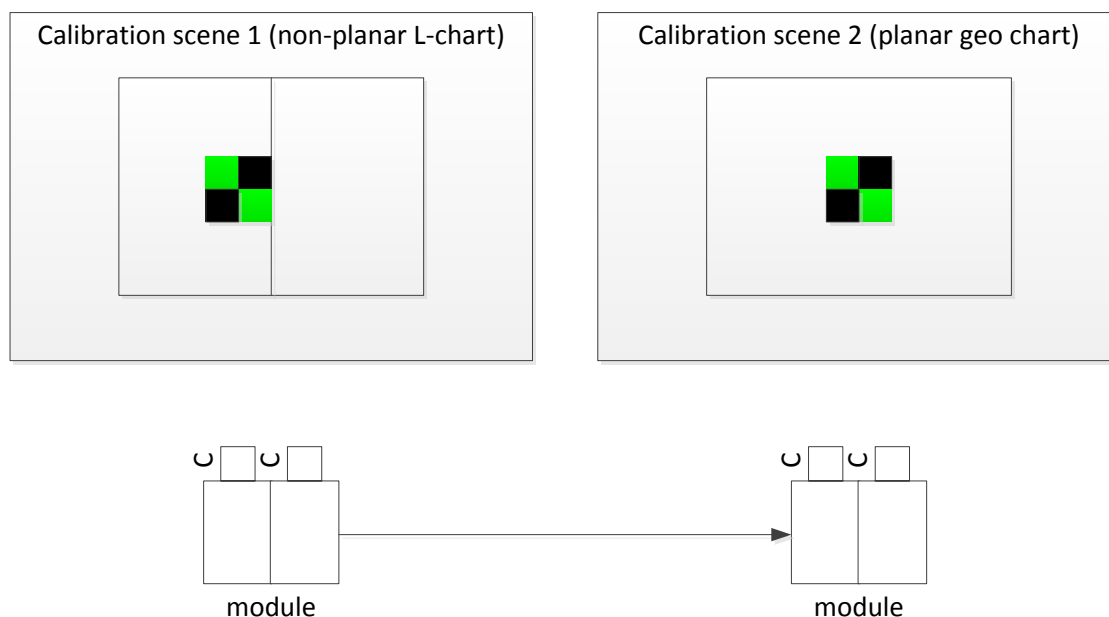 Calibration scene 1 (non-planar L-chart)
Calibration scene 2 (planar geo chart)
C
C
C
C
module
module